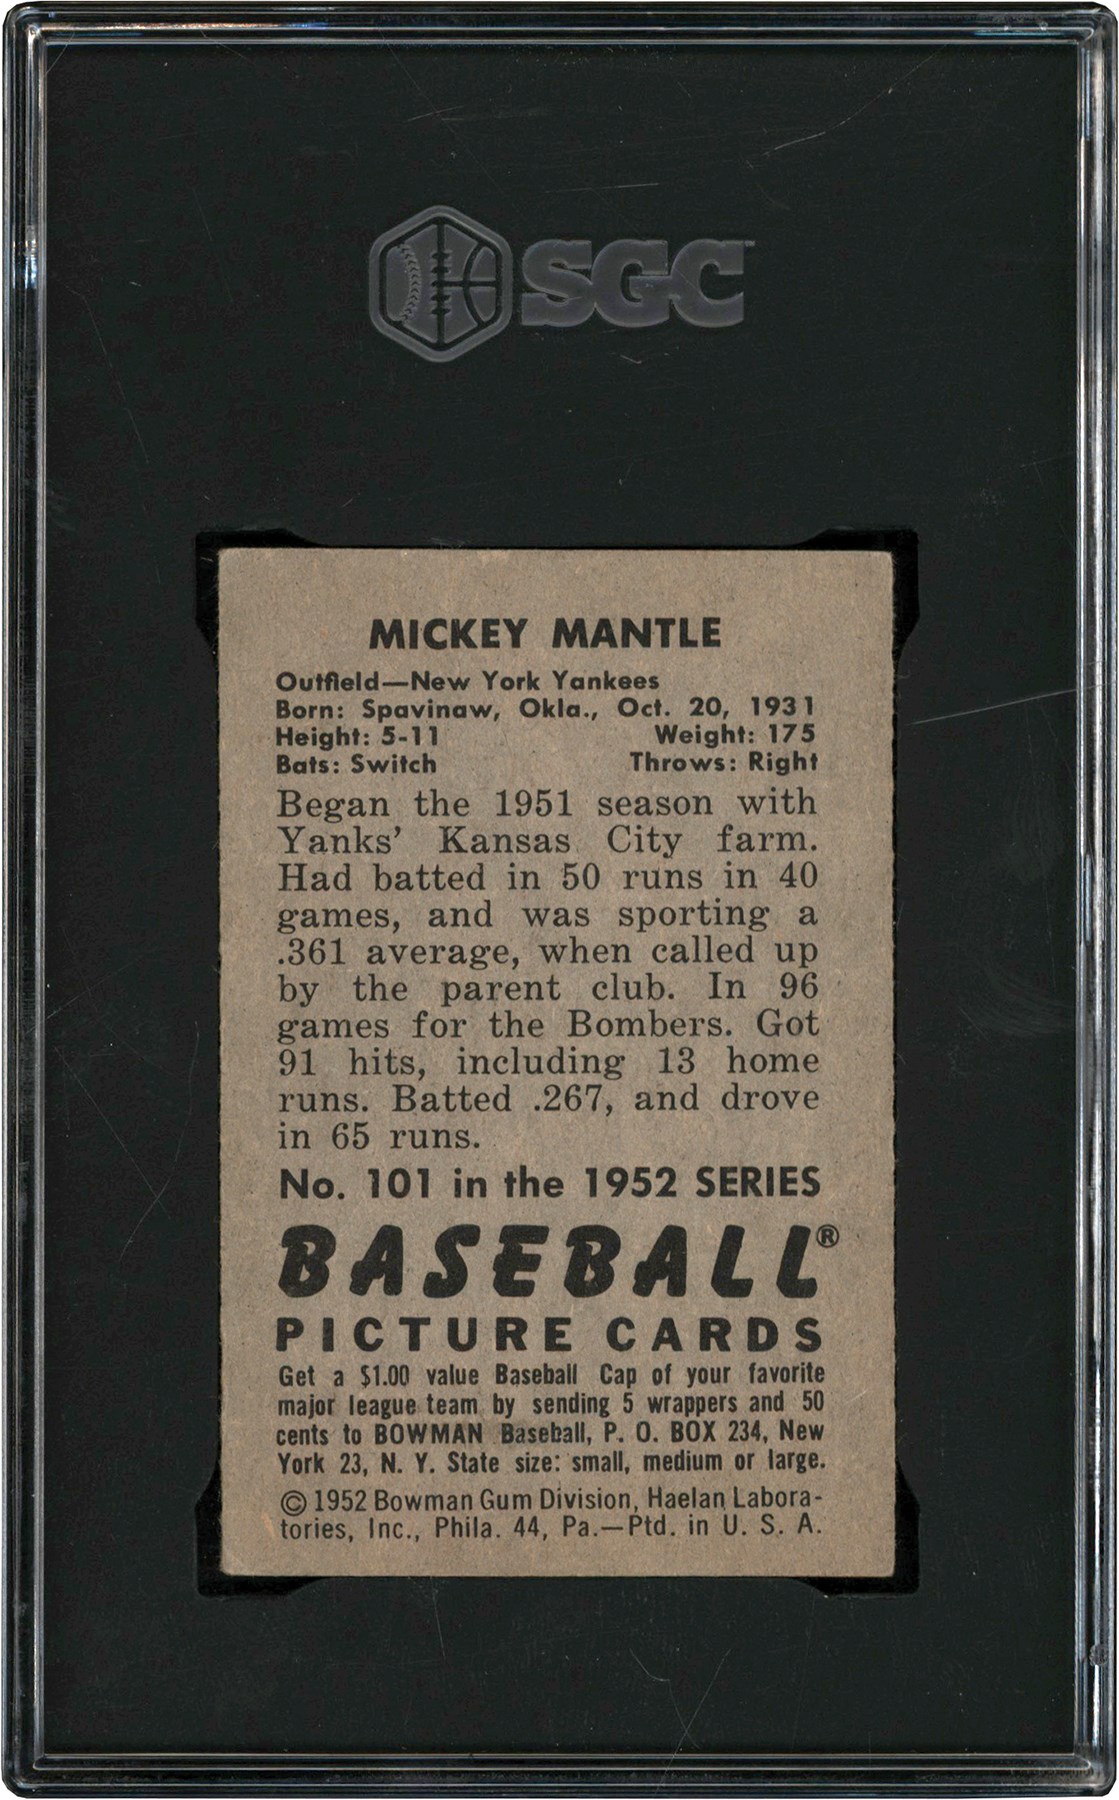 SGC
MICKEY MANTLE
Outfield—New York Yankees
Born: Spavinaw, Okla., Oct. 20, 1931
Height: 5-11 Weight: 175
Bats: Switch Throws: Right
Began the 1951 season with
Yanks' Kansas City farm.
Had batted in 50 runs in 40
games, and was sporting a
.361 average, when called up
by the parent club. In 96
games for the Bombers. Got
91 hits, including 13 home
runs. Batted .267, and drove
in 65 runs.
No. 101 in the 1952 SERIES
BASEBALL®
PICTURE CARDS
Get a $1.00 value Baseball Cap of your favorite
major league team by sending 5 wrappers and 50
cents to BOWMAN Baseball, P. O. BOX 234, New
York 23, N. Y. State size: small, medium or large.
© 1952 Bowman Gum Division, Haelan Labora-
tories, Inc., Phila. 44, Pa.—Ptd. in U. S. A.